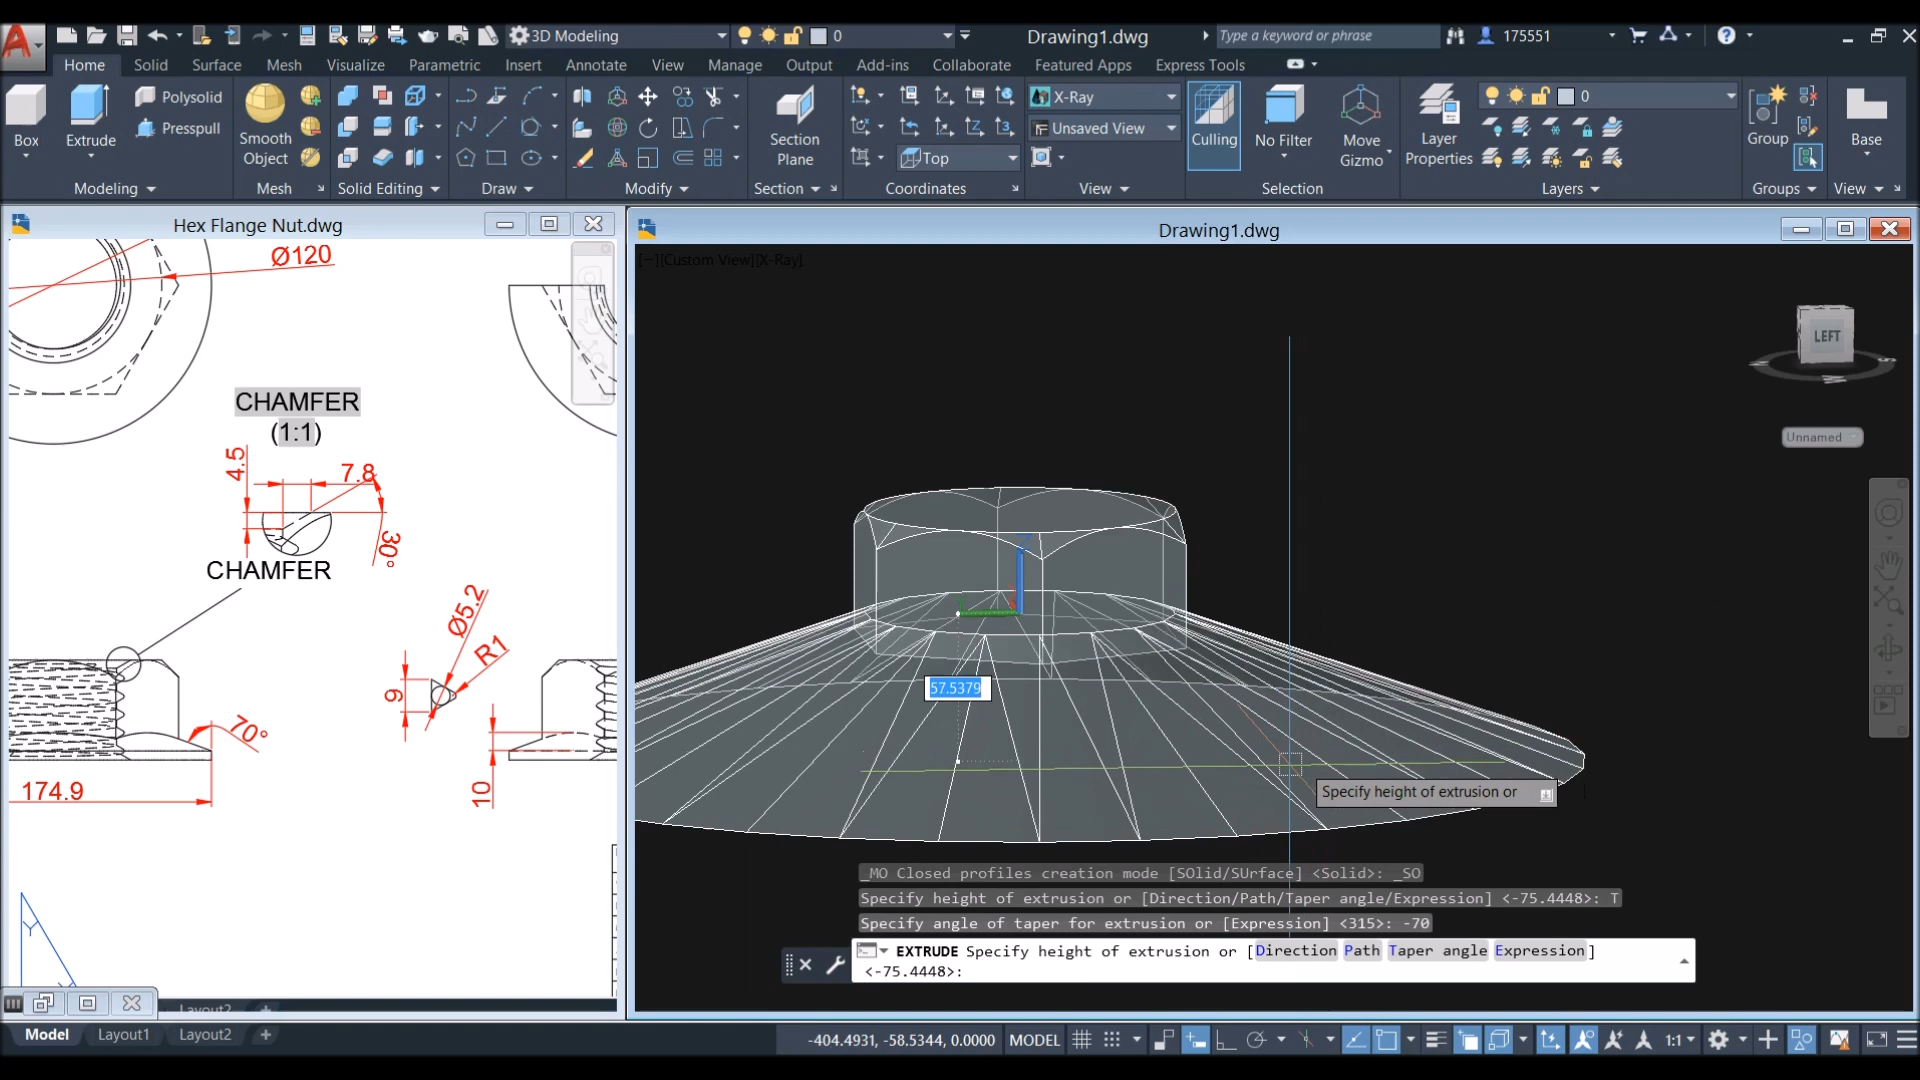 A
3D Modeling
0
Drawing1.dwg
Type a keyword or phrase
175551
Home
Solid
Surface
Mesh
Visualize
Parametric
Insert
Annotate
View
Manage
Output
Add-ins
Collaborate
Featured Apps
Express Tools
Box
Extrude
Polysolid
Presspull
Smooth
Object
Section
Plane
X-Ray
Unsaved View
Top
Culling
No Filter
Move
Gizmo
Layer
Properties
0
Group
Base
Modeling
Mesh
Solid Editing
Draw
Modify
Section
Coordinates
View
Selection
Layers
Groups
View
Hex Flange Nut.dwg
Drawing1.dwg
[−][Custom View][X-Ray]
Ø120
CHAMFER
(1:1)
4.5
7.8
30°
CHAMFER
Ø5.2
R1
9
70°
174.9
10
Y
LEFT
Unnamed
57.5379
Specify height of extrusion or
_MO Closed profiles creation mode [SOlid/SUrface] <Solid>: _SO
Specify height of extrusion or [Direction/Path/Taper angle/Expression] <-75.4448>: T
Specify angle of taper for extrusion or [Expression] <315>: -70
EXTRUDE Specify height of extrusion or [Direction Path Taper angle Expression]
<-75.4448>:
Layout2
Model
Layout1
Layout2
-404.4931, -58.5344, 0.0000
MODEL
1:1